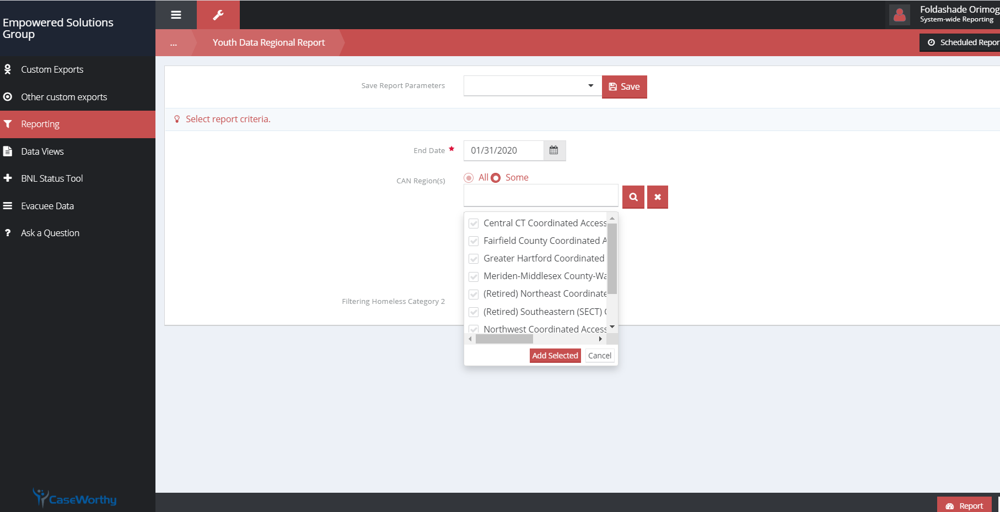 Empowered Solutions
Group
Foldashade Orimog
System-wide Reporting
... Youth Data Regional Report
Scheduled Repor
Custom Exports
Other custom exports
Reporting
Data Views
BNL Status Tool
Evacuee Data
Ask a Question
Save Report Parameters
Save
Select report criteria.
End Date
01/31/2020
CAN Region(s)
All Some
Central CT Coordinated Access
Fairfield County Coordinated A
Greater Hartford Coordinated
Meriden-Middlesex County-Wa
(Retired) Northeast Coordinate
(Retired) Southeastern (SECT) C
Northwest Coordinated Access
Add Selected Cancel
Filtering Homeless Category 2
CaseWorthy
Report